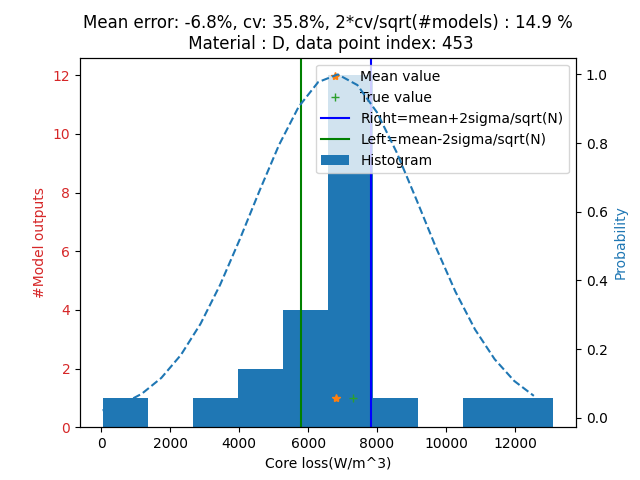 Mean error: -6.8%, cv: 35.8%, 2*cv/sqrt(#models) : 14.9 %
Material : D, data point index: 453
12
10
8
6
4
2
0
#Model outputs
Mean value
True value
Right=mean+2sigma/sqrt(N)
Left=mean-2sigma/sqrt(N)
Histogram
1.0
0.8
0.6
0.4
0.2
0.0
Probability
0 2000 4000 6000 8000 10000 12000
Core loss(W/m^3)